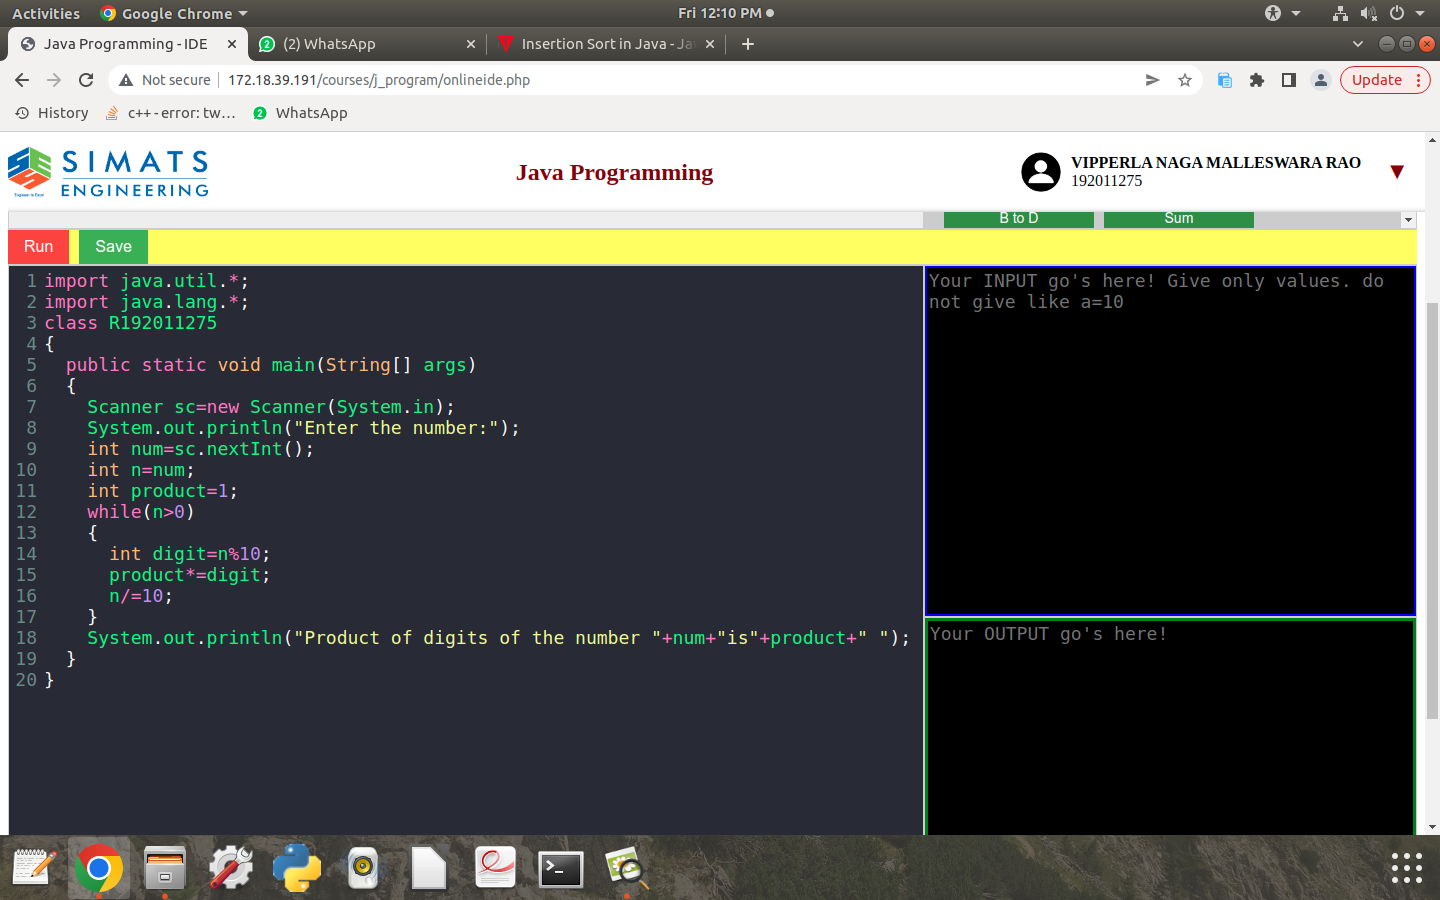 Activities Google Chrome Fri 12:10 PM
Java Programming - IDE (2) WhatsApp Insertion Sort in Java - Ja
Not secure 172.18.39.191/courses/j_program/onlineide.php Update
History c++ - error: tw... WhatsApp
SIMATS
ENGINEERING
Java Programming
VIPPERLA NAGA MALLESWARA RAO
192011275
B to D Sum
Run Save
1 import java.util.*;
2 import java.lang.*;
3 class R192011275
4 {
5 public static void main(String[] args)
6 {
7 Scanner sc=new Scanner(System.in);
8 System.out.println("Enter the number:");
9 int num=sc.nextInt();
10 int n=num;
11 int product=1;
12 while(n>0)
13 {
14 int digit=n%10;
15 product*=digit;
16 n/=10;
17 }
18 System.out.println("Product of digits of the number "+num+"is"+product+" ");
19 }
20 }
Your INPUT go's here! Give only values. do
not give like a=10
Your OUTPUT go's here!